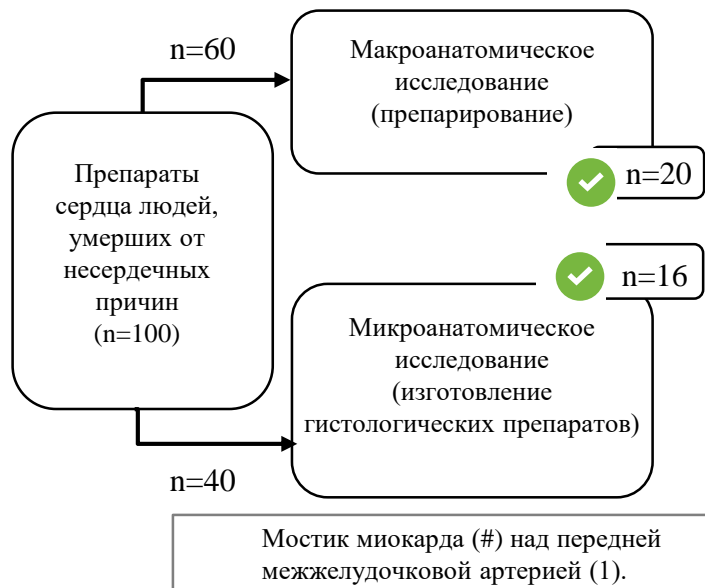 n=60
Макроанатомическое
исследование
(препарирование)
n=20
Препараты
сердца людей,
умерших от
несердечных
причин
(n=100)
n=16
Микроанатомическое
исследование
(изготовление
гистологических препаратов)
n=40
Мостик миокарда (#) над передней
межжелудочковой артерией (1).